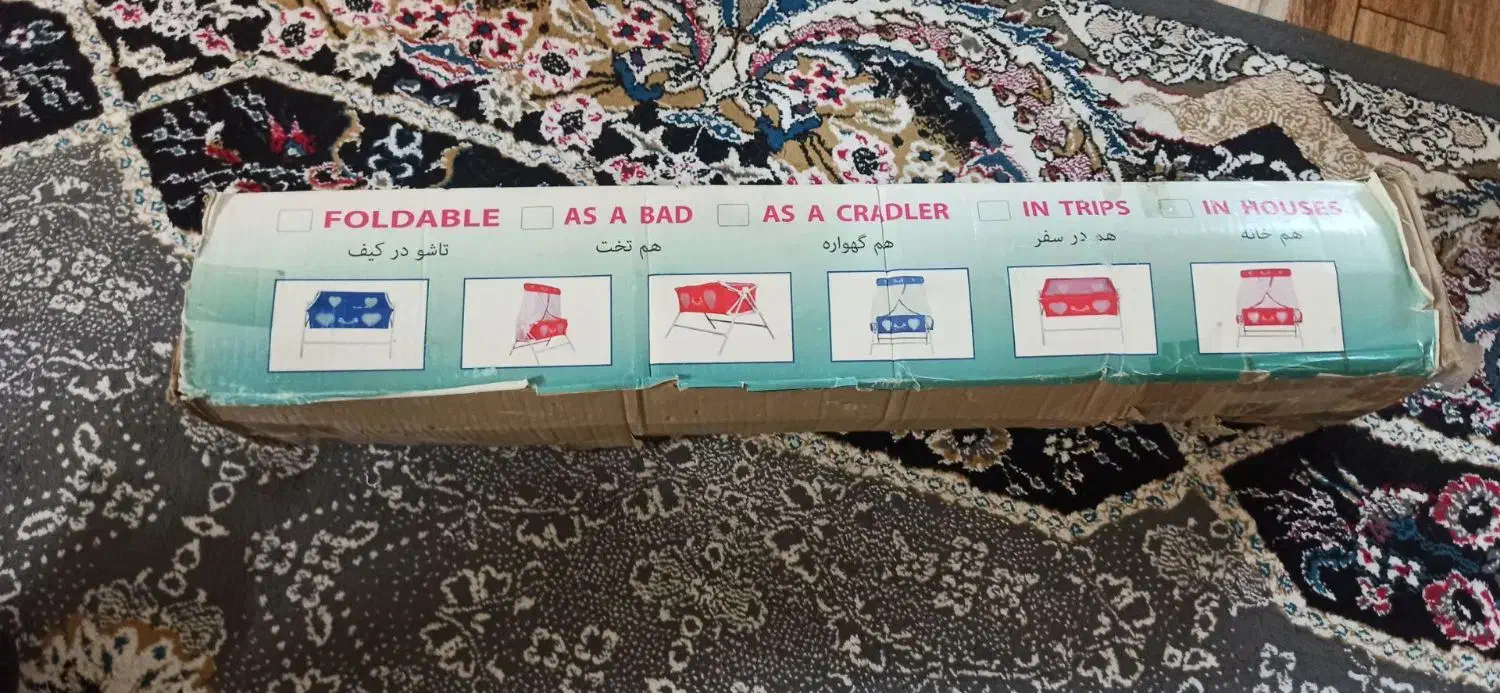 FOLDABLE AS A BAD AS A CRADLER IN TRIPS IN HOUSES
تاشو در کیف هم تخت هم گهواره هم در سفر هم خانه